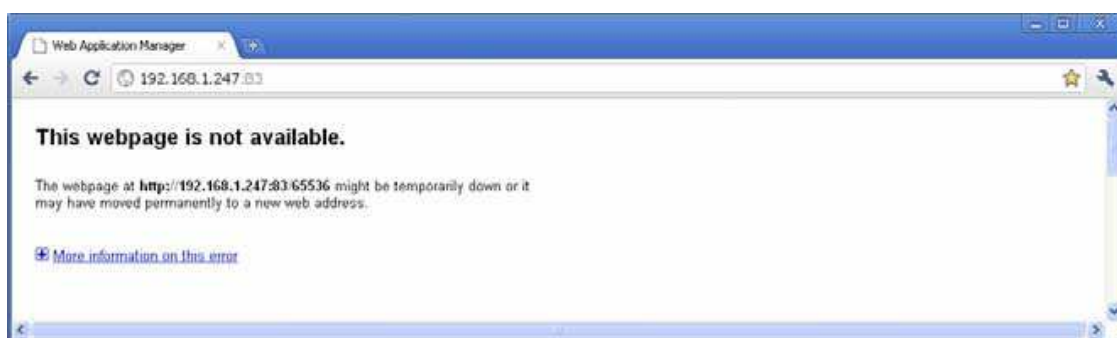 Web Application Manager
192.168.1.247:83
This webpage is not available.
The webpage at http://192.168.1.247:83/65536 might be temporarily down or it
may have moved permanently to a new web address.
More information on this error